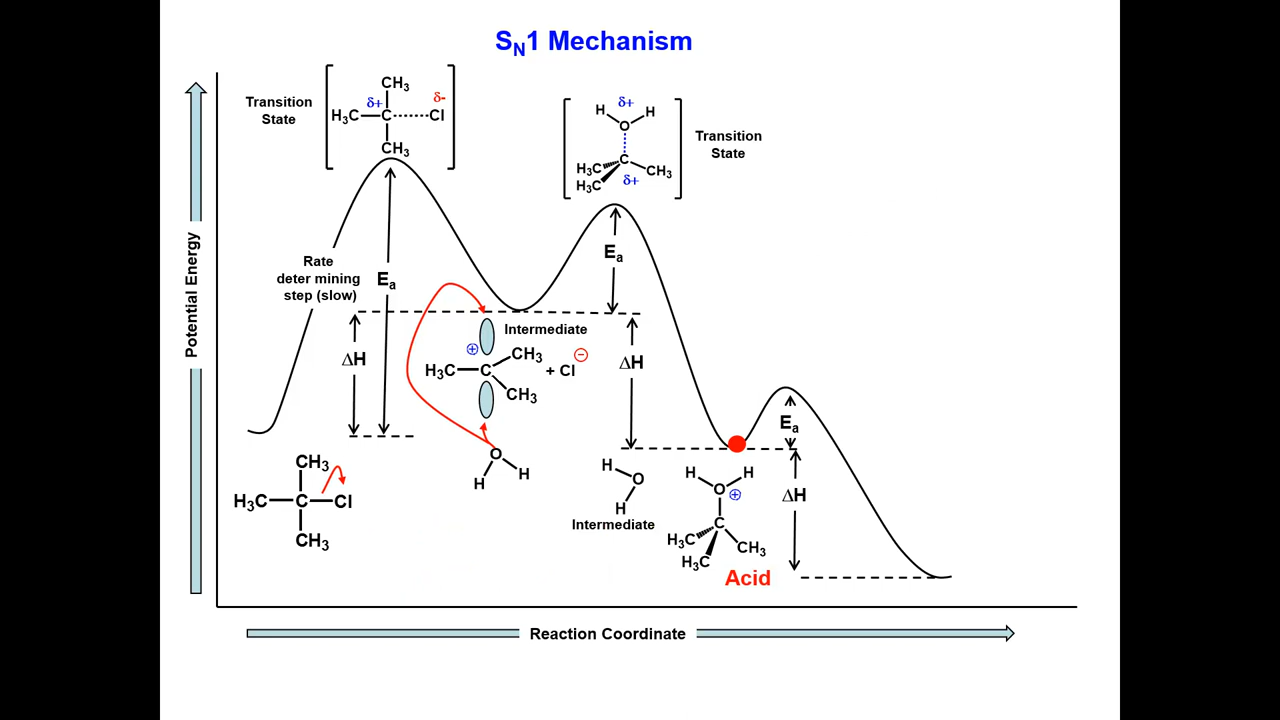 S_N1 Mechanism
Transition
State
CH₃
δ+
δ-
H₃C
C
Cl
CH₃
δ+
H
H
O
C
H₃C
CH₃
H₃C
δ+
Transition
State
Potential Energy
Rate
deter mining
step (slow)
Eₐ
Eₐ
ΔH
Intermediate
⊕
CH₃
H₃C
C
+ Cl
⊖
CH₃
ΔH
Eₐ
O
H
H
CH₃
H₃C
C
Cl
CH₃
H
O
H
Intermediate
H
H
O
⊕
C
H₃C
CH₃
H₃C
Acid
ΔH
Reaction Coordinate